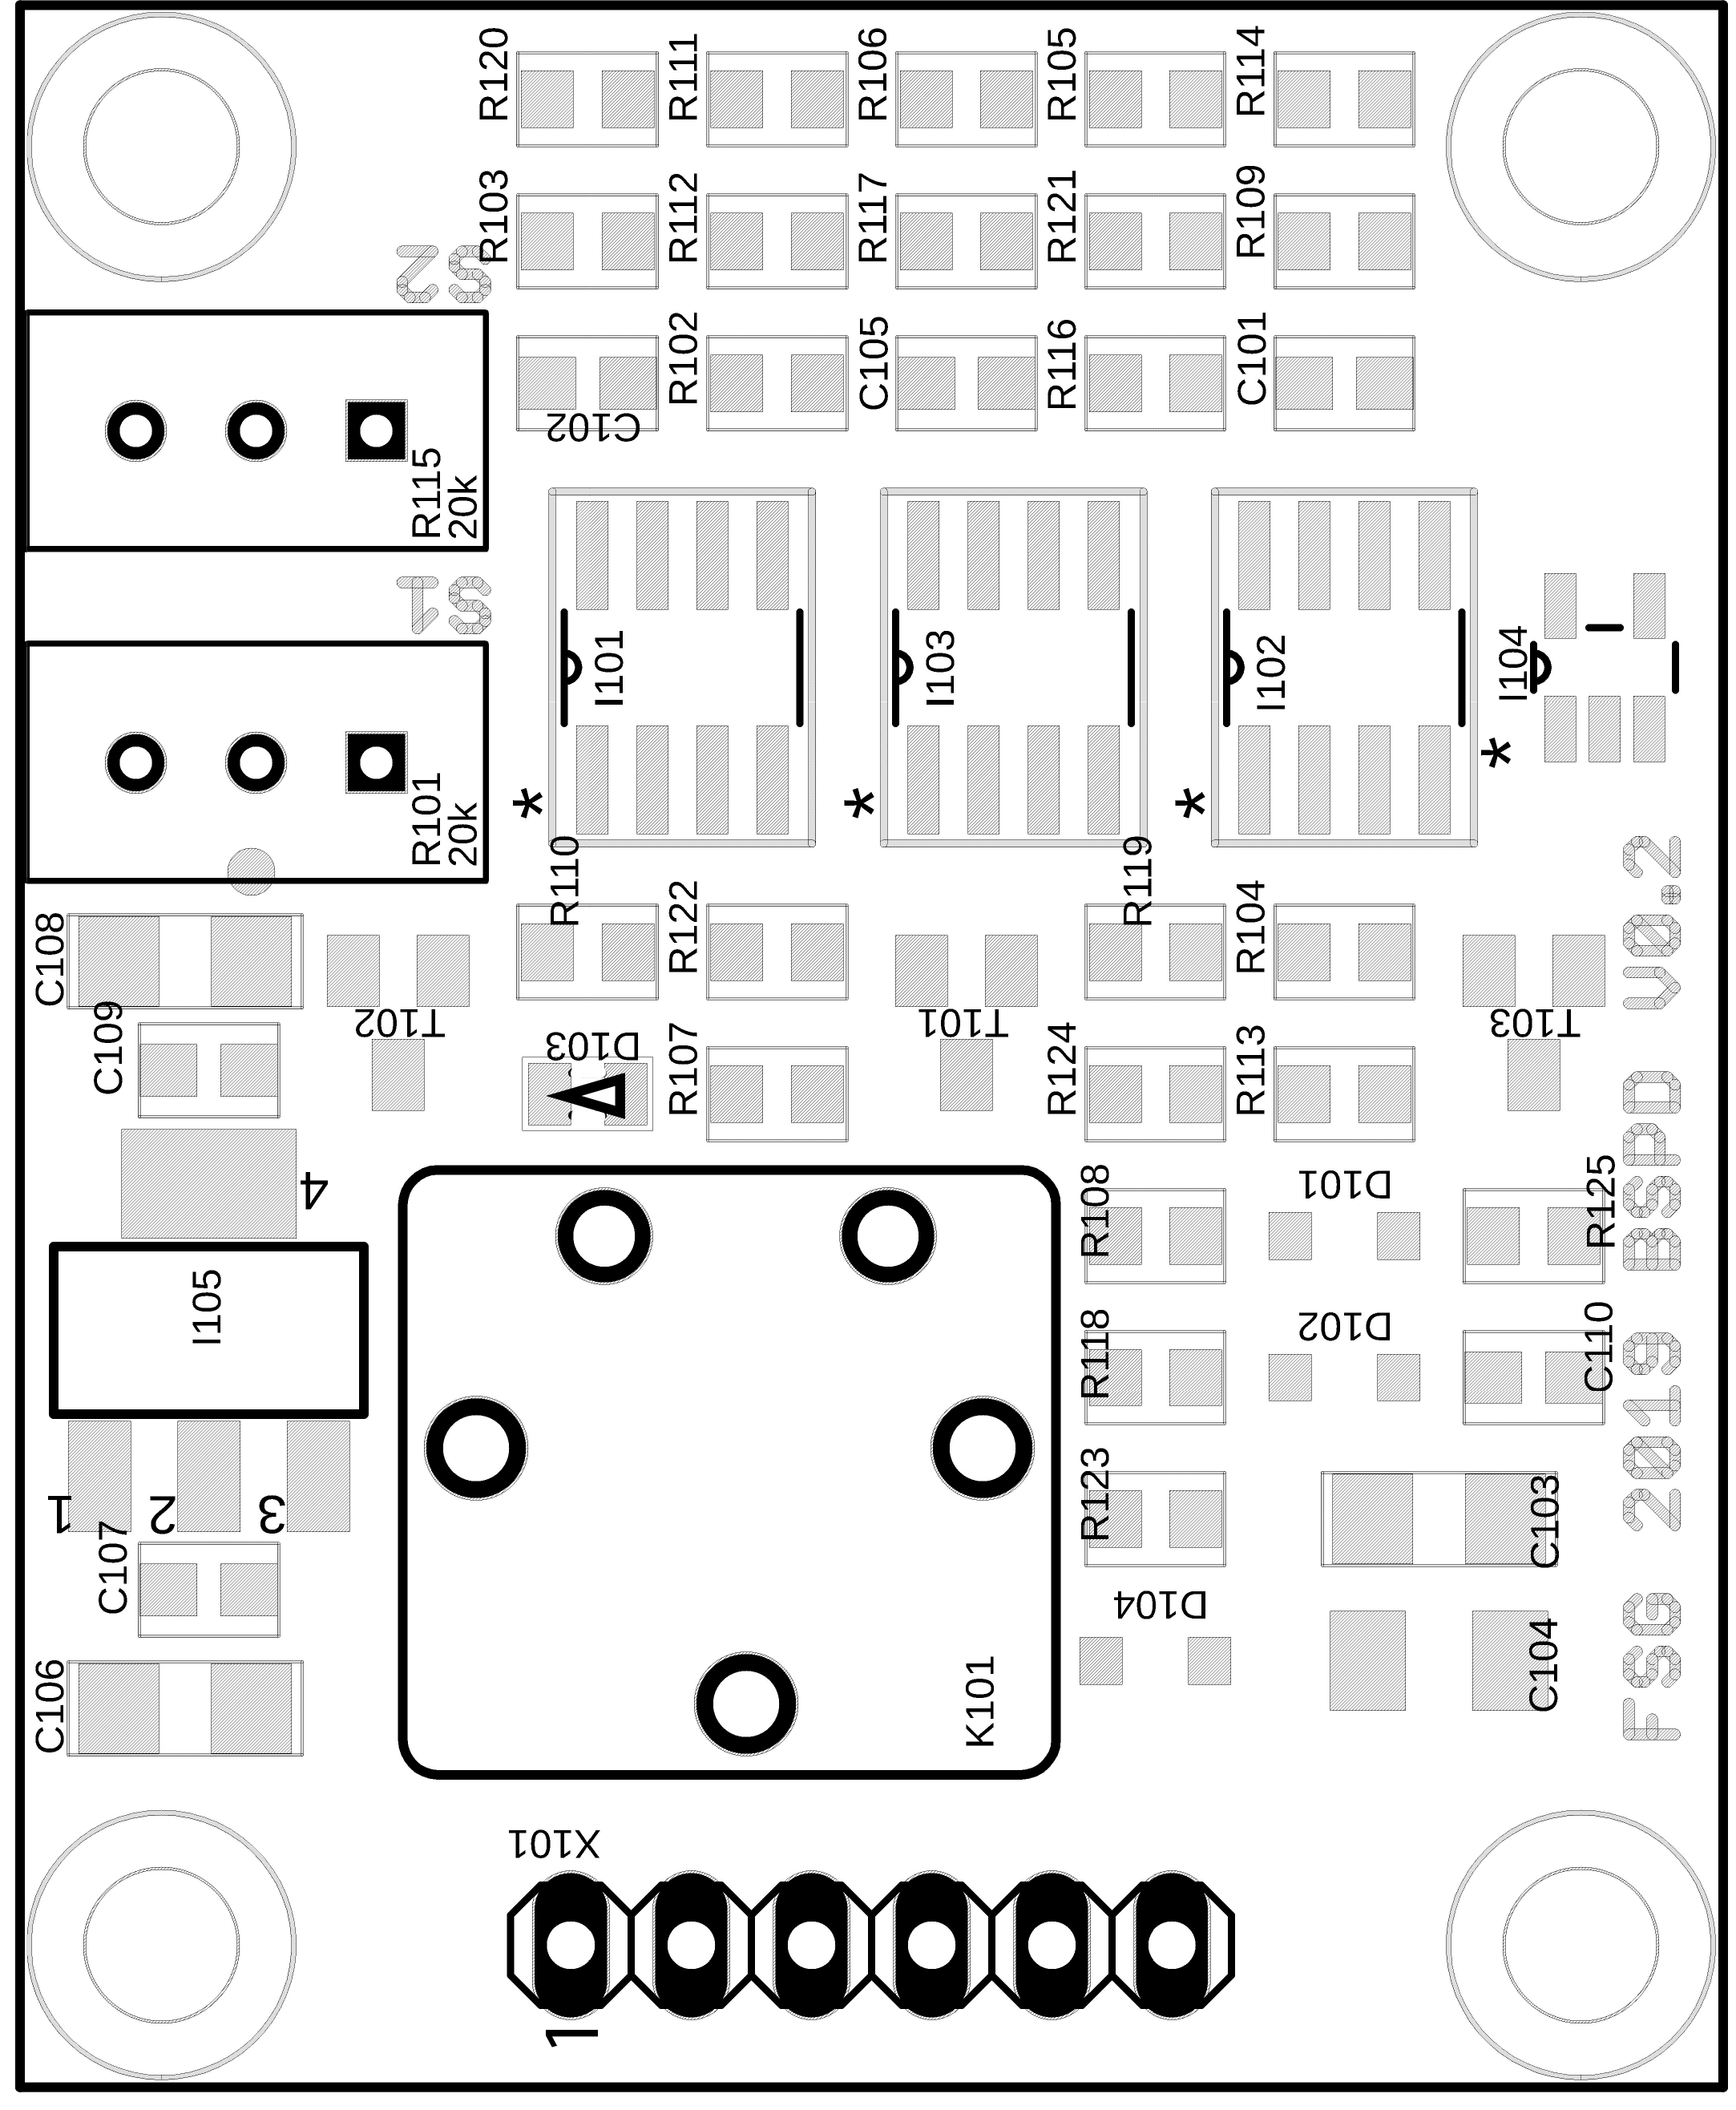 R120
R111
R106
R105
R114
R103
R112
R117
R121
R109
S2
C102
R102
C105
R116
C101
R115
20k
S1
I101
I103
I102
I104
*
*
*
*
R101
20k
R110
R122
R119
R104
C108
T102
T101
T103
C109
D103
R107
R124
R113
4
R108
D101
R125
I105
R118
D102
C110
1
2
3
R123
C103
C107
D104
C104
C106
K101
FSG 2019 BSPD V0.2
X101
1